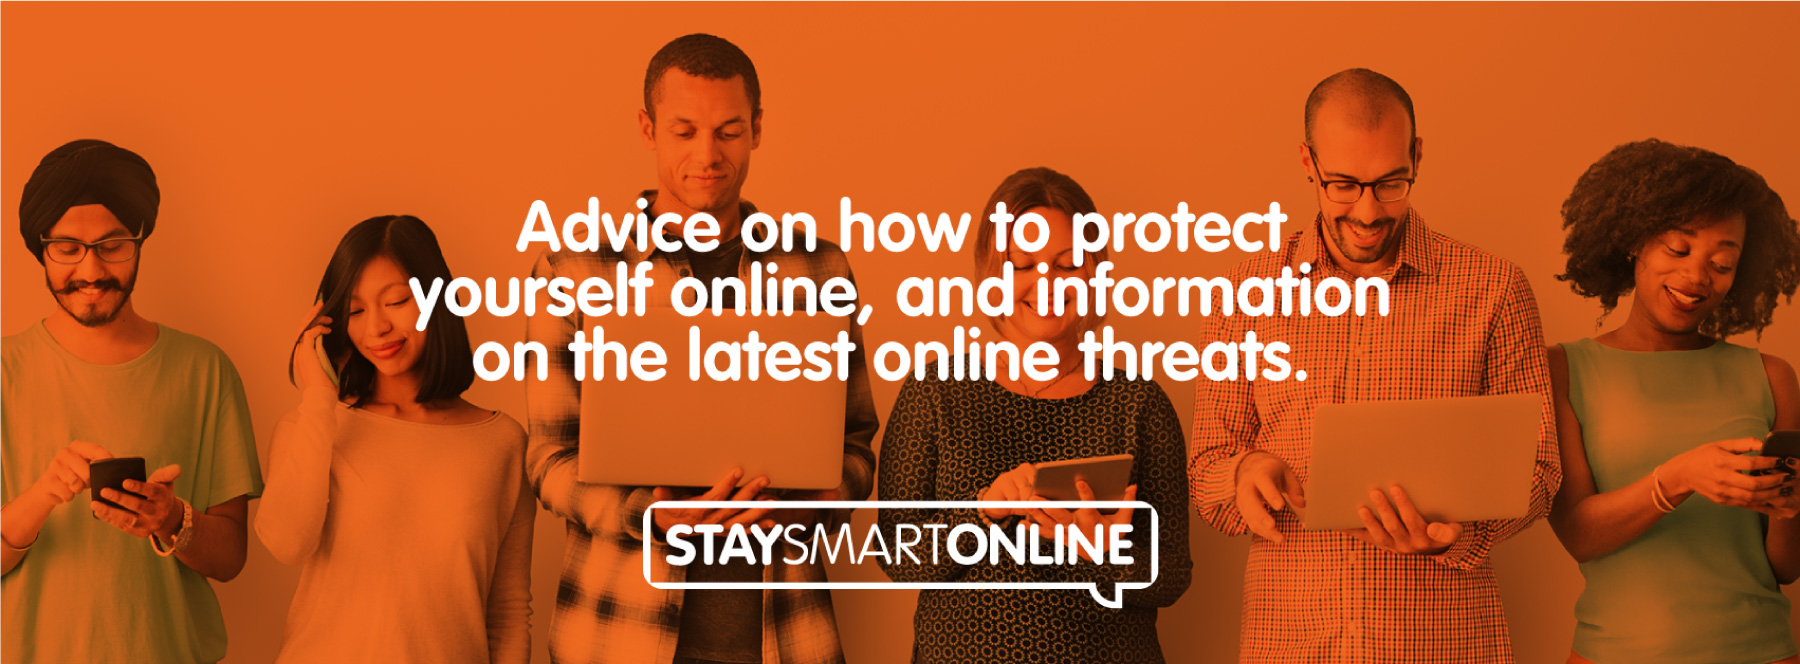 Advice on how to protect
yourself online, and information
on the latest online threats.
STAYSMARTONLINE